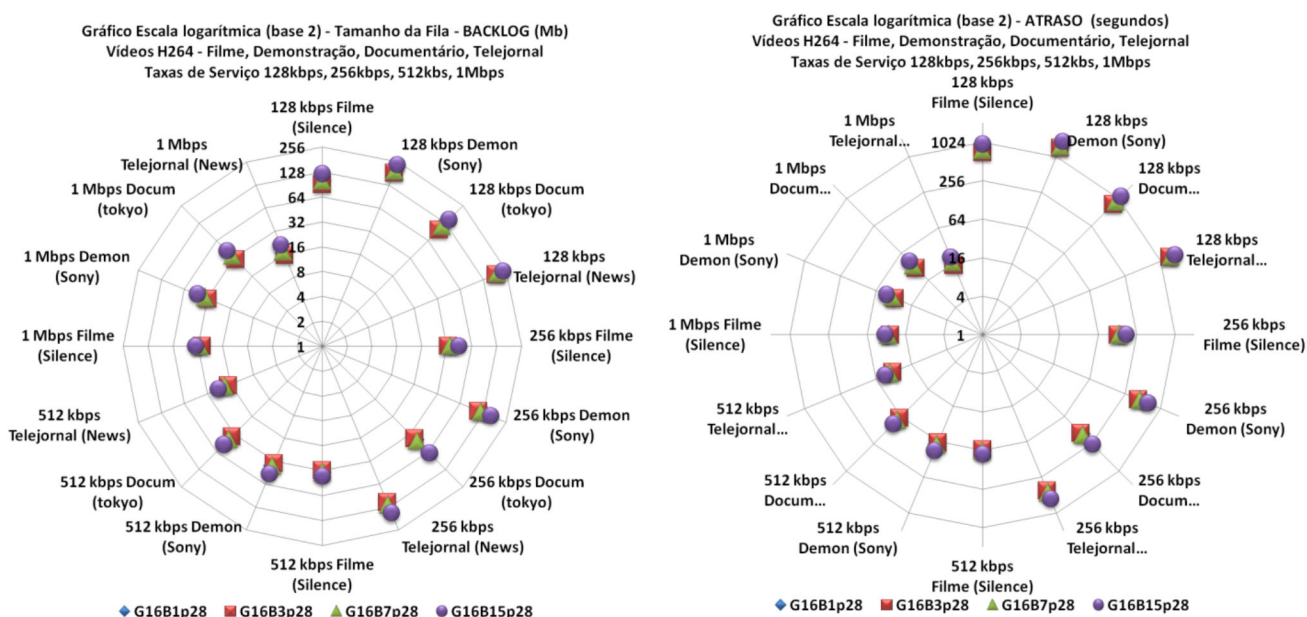 Gráfico Escala logarítmica (base 2) - Tamanho da Fila - BACKLOG (Mb)
Vídeos H264 - Filme, Demonstração, Documentário, Telejornal
Taxas de Serviço 128kbps, 256kbps, 512kbs, 1Mbps
128 kbps Filme
(Silence)
128 kbps Demon
(Sony)
128 kbps Docum
(tokyo)
128 kbps
Telejornal (News)
256 kbps Filme
(Silence)
256 kbps Demon
(Sony)
256 kbps Docum
(tokyo)
256 kbps
Telejornal (News)
512 kbps Filme
(Silence)
512 kbps Demon
(Sony)
512 kbps Docum
(tokyo)
512 kbps
Telejornal (News)
1 Mbps Filme
(Silence)
1 Mbps Demon
(Sony)
1 Mbps Docum
(tokyo)
1 Mbps
Telejornal (News)
256
128
64
32
16
8
4
2
1
G16B1p28 G16B3p28 G16B7p28 G16B15p28
Gráfico Escala logarítmica (base 2) - ATRASO (segundos)
Vídeos H264 - Filme, Demonstração, Documentário, Telejornal
Taxas de Serviço 128kbps, 256kbps, 512kbs, 1Mbps
128 kbps
Filme (Silence)
128 kbps
Demon (Sony)
128 kbps
Docum...
128 kbps
Telejornal...
256 kbps
Filme (Silence)
256 kbps
Demon (Sony)
256 kbps
Docum...
256 kbps
Telejornal...
512 kbps
Filme (Silence)
512 kbps
Demon (Sony)
512 kbps
Docum...
512 kbps
Telejornal...
1 Mbps Filme
(Silence)
1 Mbps
Demon (Sony)
1 Mbps
Docum...
1 Mbps
Telejornal...
1024
256
64
16
4
1
G16B1p28 G16B3p28 G16B7p28 G16B15p28